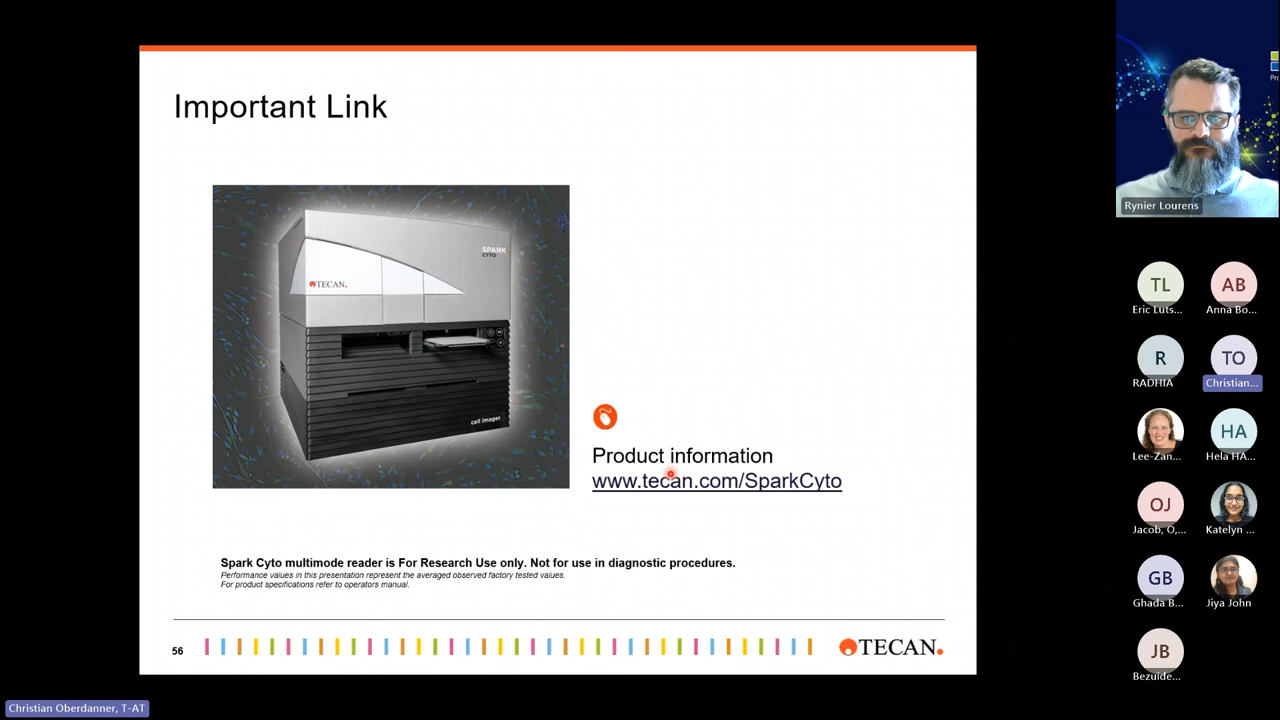 Important Link
SPARK
CYTO
TECAN.
cell imager
Product information
www.tecan.com/SparkCyto
Spark Cyto multimode reader is For Research Use only. Not for use in diagnostic procedures.
Performance values in this presentation represent the averaged observed factory tested values.
For product specifications refer to operators manual.
56
TECAN.
Christian Oberdanner, T-AT
Rynier Lourens
TL
Eric Luts...
AB
Anna Bo...
R
RADHIA
TO
Christian...
Lee-Zan...
HA
Hela HA...
OJ
Jacob, O,...
Katelyn ...
GB
Ghada B...
Jiya John
JB
Bezuide...